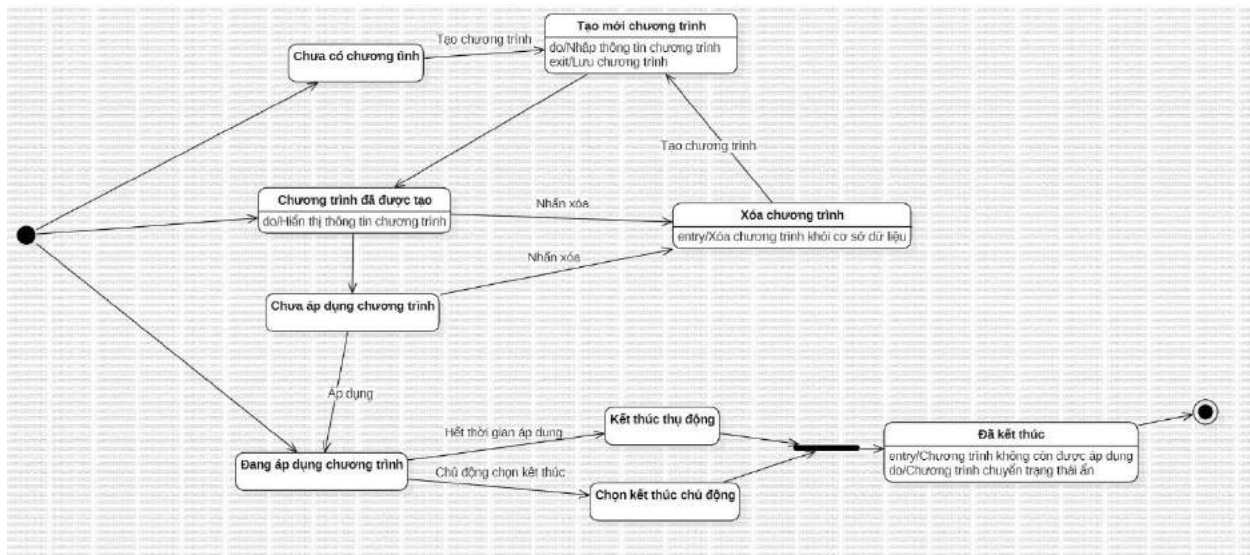 Tạo mới chương trình
do/Nhập thông tin chương trình
exit/Lưu chương trình
Tạo chương trình
Chưa có chương tình
Tạo chương trình
Chương trình đã được tạo
do/Hiển thị thông tin chương trình
Nhấn xóa
Xóa chương trình
entry/Xóa chương trình khỏi cơ sở dữ liệu
Nhấn xóa
Chưa áp dụng chương trình
Áp dụng
Kết thúc thụ động
Hết thời gian áp dụng
Đã kết thúc
entry/Chương trình không còn được áp dụng
do/Chương trình chuyển trạng thái ẩn
Đang áp dụng chương trình
Chủ động chọn kết thúc
Chọn kết thúc chủ động